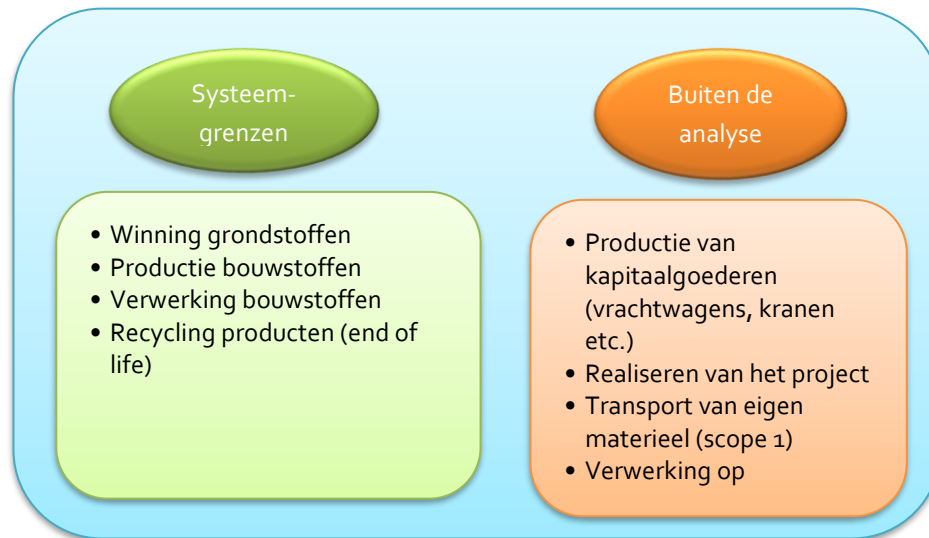 Systeem-
grenzen
• Winning grondstoffen
• Productie bouwstoffen
• Verwerking bouwstoffen
• Recycling producten (end of
life)
Buiten de
analyse
• Productie van
kapitaalgoederen
(vrachtwagens, kranen
etc.)
• Realiseren van het project
• Transport van eigen
materieel (scope 1)
• Verwerking op